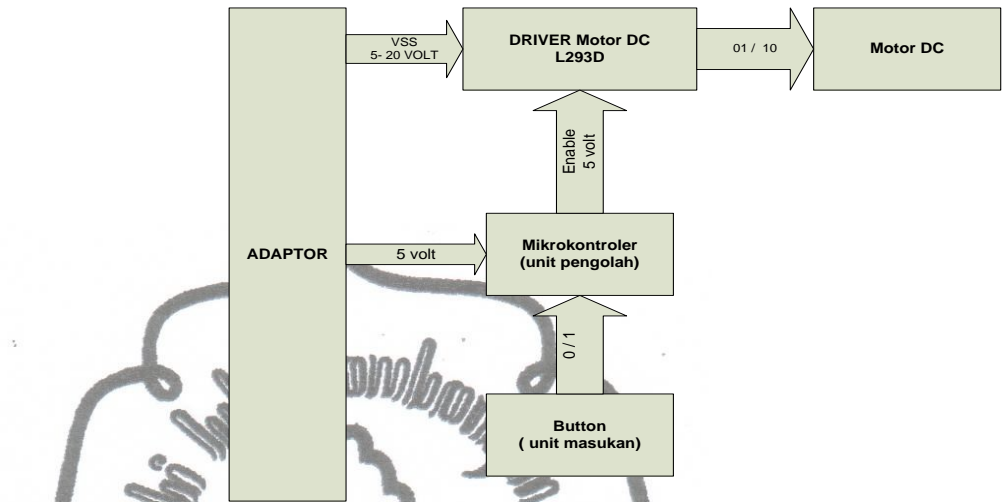 VSS
5- 20 VOLT
DRIVER Motor DC
L293D
01 / 10
Motor DC
Enable
5 volt
ADAPTOR
5 volt
Mikrokontroler
(unit pengolah)
0 / 1
Button
( unit masukan)